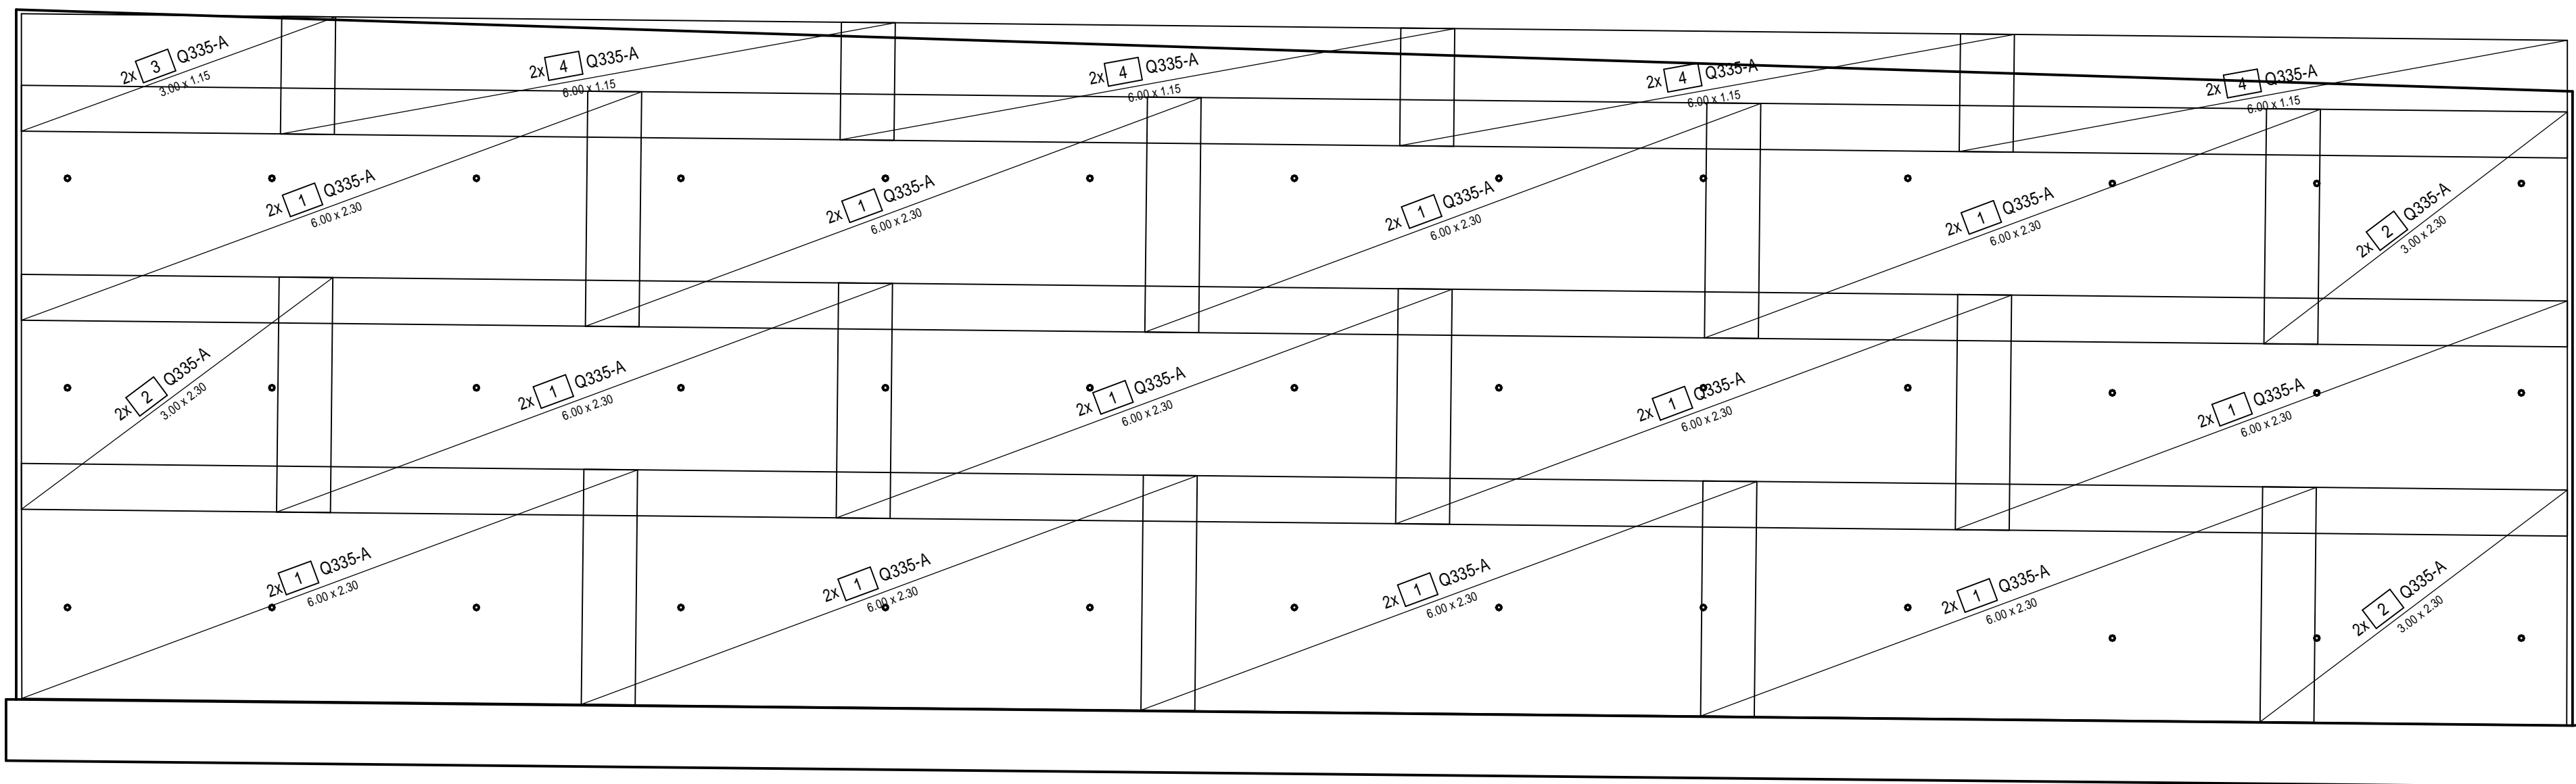 2x 3 Q335-A
3.00 x 1.15
2x 4 Q335-A
6.00 x 1.15
2x 4 Q335-A
6.00 x 1.15
2x 4 Q335-A
6.00 x 1.15
2x 4 Q335-A
6.00 x 1.15
2x 1 Q335-A
6.00 x 2.30
2x 1 Q335-A
6.00 x 2.30
2x 1 Q335-A
6.00 x 2.30
2x 1 Q335-A
6.00 x 2.30
2x 2 Q335-A
3.00 x 2.30
2x 2 Q335-A
3.00 x 2.30
2x 1 Q335-A
6.00 x 2.30
2x 1 Q335-A
6.00 x 2.30
2x 1 Q335-A
6.00 x 2.30
2x 1 Q335-A
6.00 x 2.30
2x 1 Q335-A
6.00 x 2.30
2x 1 Q335-A
6.00 x 2.30
2x 1 Q335-A
6.00 x 2.30
2x 1 Q335-A
6.00 x 2.30
2x 2 Q335-A
3.00 x 2.30